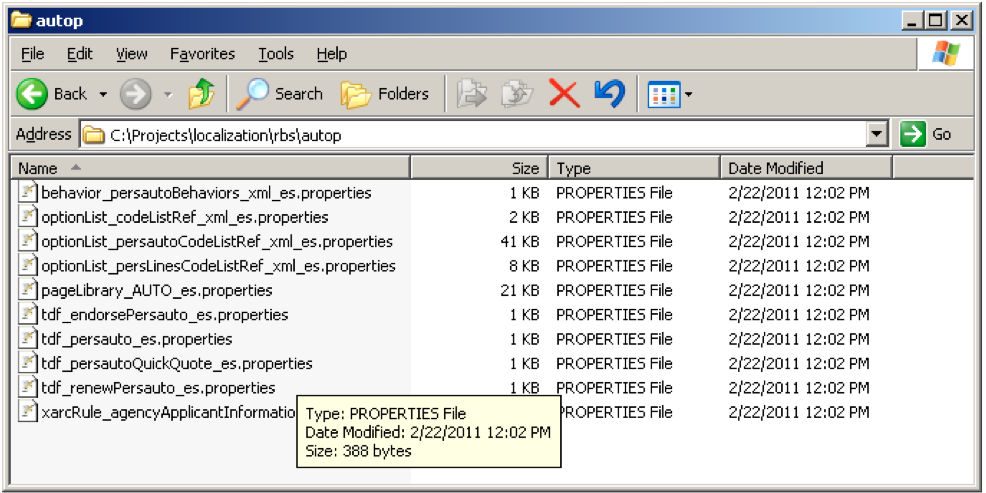 autop
File Edit View Favorites Tools Help
Back Search Folders
Address C:\Projects\localization\rbs\autop Go
Name Size Type Date Modified
behavior_persautoBehaviors_xml_es.properties 1 KB PROPERTIES File 2/22/2011 12:02 PM
optionList_codeListRef_xml_es.properties 2 KB PROPERTIES File 2/22/2011 12:02 PM
optionList_persautoCodeListRef_xml_es.properties 41 KB PROPERTIES File 2/22/2011 12:02 PM
optionList_persLinesCodeListRef_xml_es.properties 8 KB PROPERTIES File 2/22/2011 12:02 PM
pageLibrary_AUTO_es.properties 21 KB PROPERTIES File 2/22/2011 12:02 PM
tdf_endorsePersauto_es.properties 1 KB PROPERTIES File 2/22/2011 12:02 PM
tdf_persauto_es.properties 1 KB PROPERTIES File 2/22/2011 12:02 PM
tdf_persautoQuickQuote_es.properties 1 KB PROPERTIES File 2/22/2011 12:02 PM
tdf_renewPersauto_es.properties 1 KB PROPERTIES File 2/22/2011 12:02 PM
xarcRule_agencyApplicantInformatio PROPERTIES File 2/22/2011 12:02 PM
Type: PROPERTIES File
Date Modified: 2/22/2011 12:02 PM
Size: 388 bytes